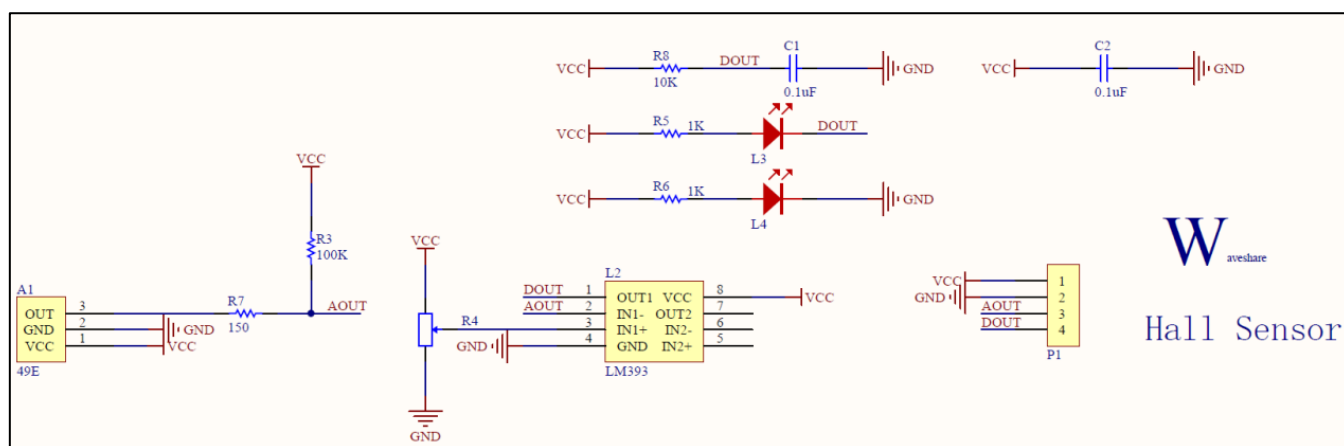 VCC R8 10K DOUT C1 0.1uF GND
VCC C2 0.1uF GND
VCC R5 1K L3 DOUT
VCC R6 1K L4 GND
VCC
R3
100K
A1
OUT 3
GND 2 GND
VCC 1 VCC
49E
R7
150
AOUT
VCC
R4
GND
L2
DOUT 1 OUT1 VCC 8 VCC
AOUT 2 IN1- OUT2 7
3 IN1+ IN2- 6
GND 4 GND IN2+ 5
LM393
VCC 1
GND 2
AOUT 3
DOUT 4
P1
Waveshare
Hall Sensor